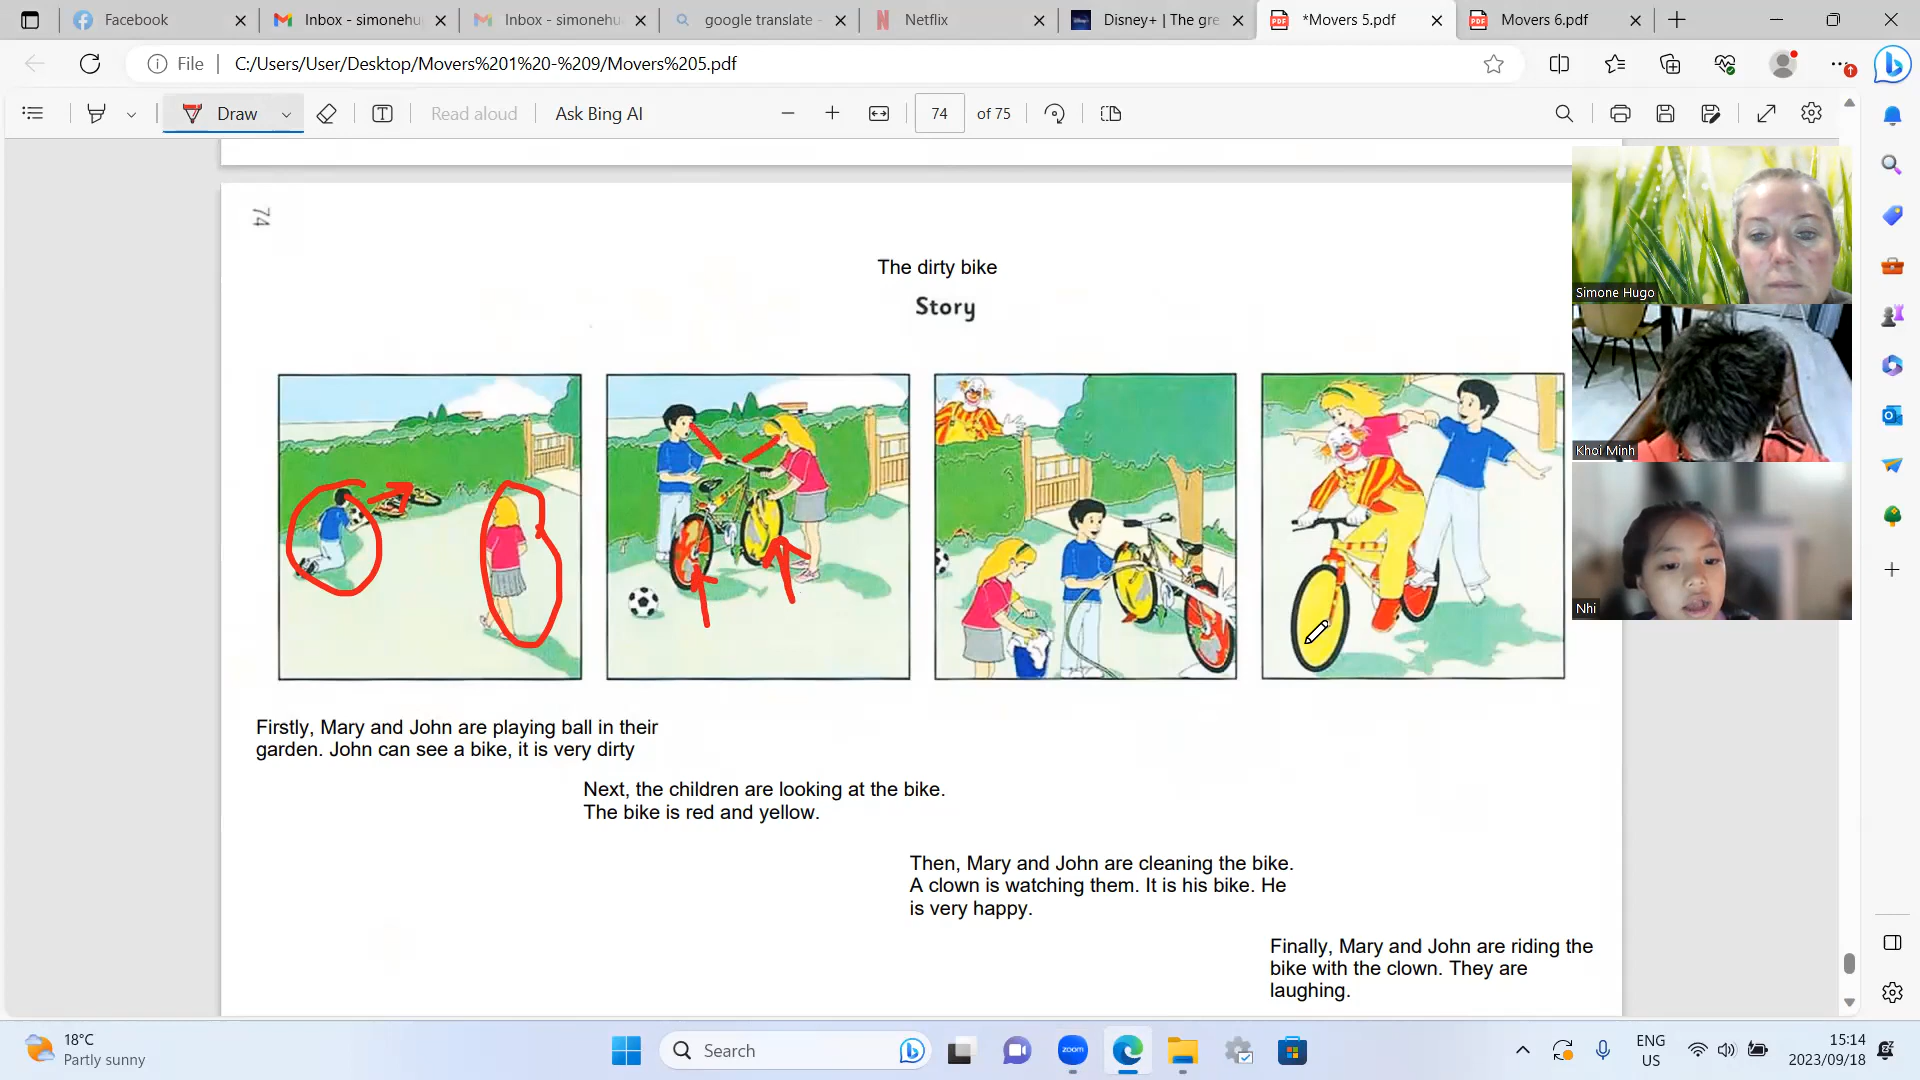 Facebook
Inbox - simonehu
Inbox - simonehu
google translate -
Netflix
Disney+ | The gre
*Movers 5.pdf
Movers 6.pdf
File
C:/Users/User/Desktop/Movers%201%20-%209/Movers%205.pdf
Draw
Read aloud
Ask Bing AI
74
of 75
74
The dirty bike
Story
Simone Hugo
Khoi Minh
Nhi
Firstly, Mary and John are playing ball in their
garden. John can see a bike, it is very dirty
Next, the children are looking at the bike.
The bike is red and yellow.
Then, Mary and John are cleaning the bike.
A clown is watching them. It is his bike. He
is very happy.
Finally, Mary and John are riding the
bike with the clown. They are
laughing.
18°C
Partly sunny
Search
zoom
ENG
US
15:14
2023/09/18